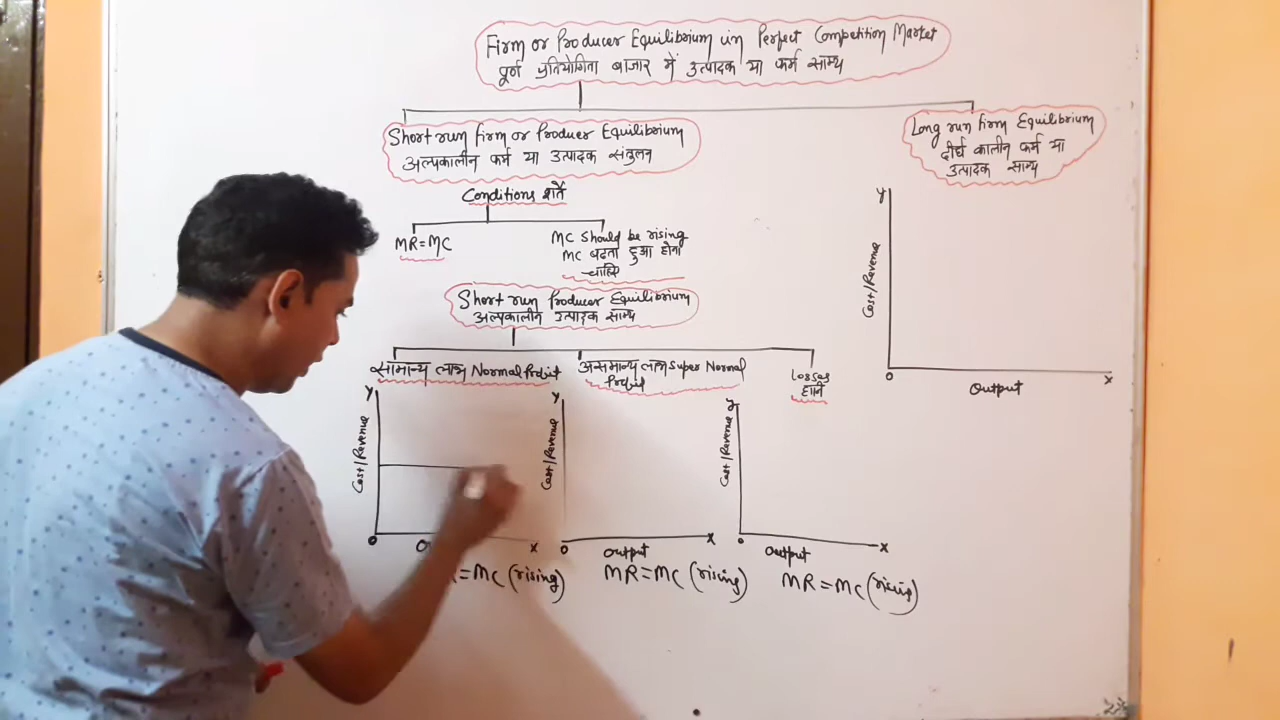 Firm or Producer Equilibrium in Perfect Competition Market
पूर्ण प्रतियोगिता बाजार में उत्पादक या फर्म साम्य
Short run firm or Producer Equilibrium
अल्पकालीन फर्म या उत्पादक संतुलन
Long run firm Equilibrium
दीर्घ कालीन फर्म या
उत्पादक साम्य
Conditions शर्तें
MR=MC
MC Should be rising
MC बढता हुआ होना
चाहिए
Short run Producer Equilibrium
अल्पकालीन उत्पादक साम्य
सामान्य लाभ Normal Profit
असामान्य लाभ Super Normal
Profit
Losses
हानि
Y
Cost/Revenue
O
X
=MC (rising)
Y
Cost/Revenue
O
Output
X
MR=MC (rising)
Y
Cost/Revenue
O
Output
X
MR=MC (rising)
Y
Cost/Revenue
O
Output
X